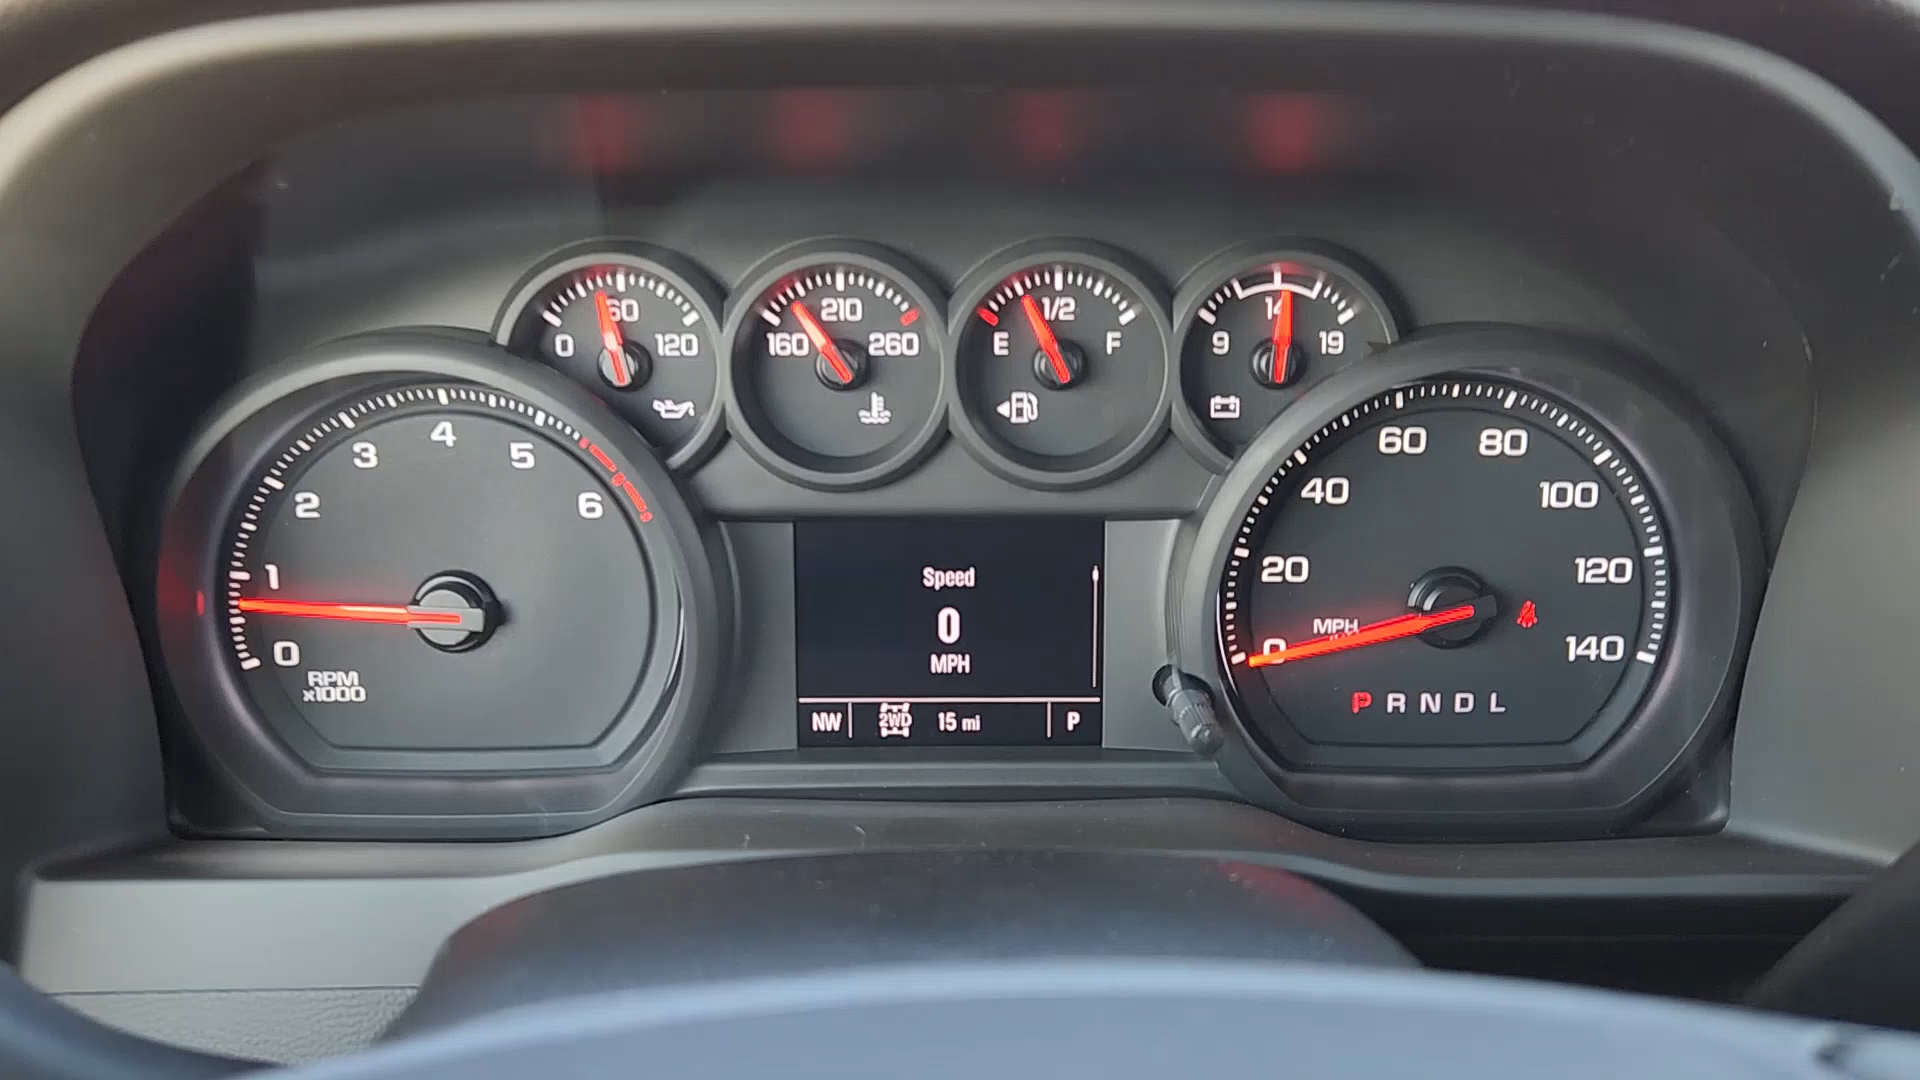 0 60 120
160 210 260
E 1/2 F
9 14 19
0 1 2 3 4 5 6
RPM
x1000
Speed
0
MPH
NW 2WD 15 mi P
0 20 40 60 80 100 120 140
MPH
P R N D L